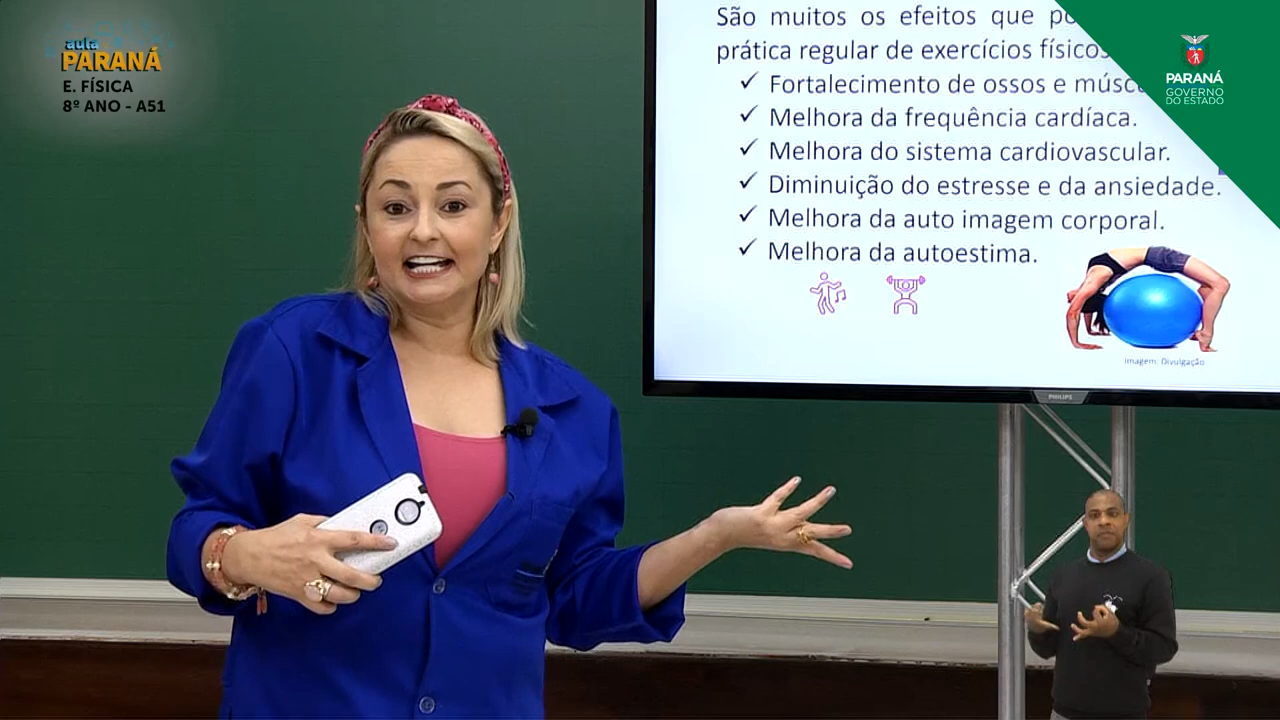 aula
PARANÁ
E. FÍSICA
8º ANO - A51
São muitos os efeitos que
prática regular de exercícios físicos
Fortalecimento de ossos e
Melhora da frequência cardíaca.
Melhora do sistema cardiovascular.
Diminuição do estresse e da ansiedade.
Melhora da auto imagem corporal.
Melhora da autoestima.
Imagem: Divulgação
PHILIPS
PARANÁ
GOVERNO
DO ESTADO